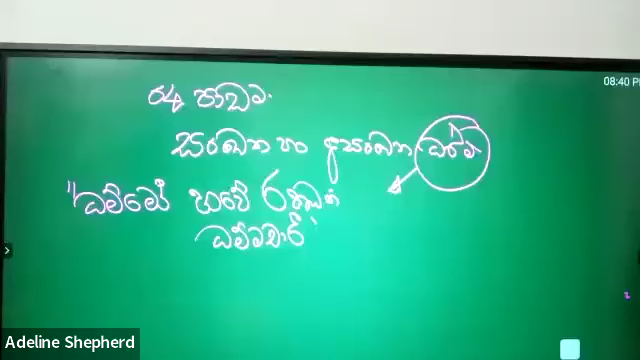 08:40 P
04 පාඩම.
සංඛත හා අසංඛත ධර්ම
"ධම්මෝ හවේ රක්ඛති
ධම්මචාරී"
Adeline Shepherd